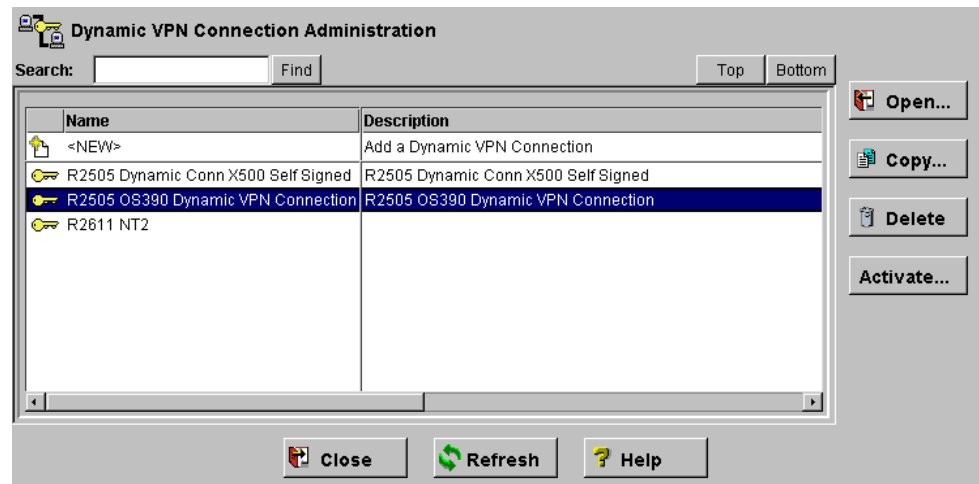 Dynamic VPN Connection Administration
Search: Find Top Bottom
Name Description
<NEW> Add a Dynamic VPN Connection
R2505 Dynamic Conn X500 Self Signed R2505 Dynamic Conn X500 Self Signed
R2505 OS390 Dynamic VPN Connection R2505 OS390 Dynamic VPN Connection
R2611 NT2
Open...
Copy...
Delete
Activate...
Close Refresh Help